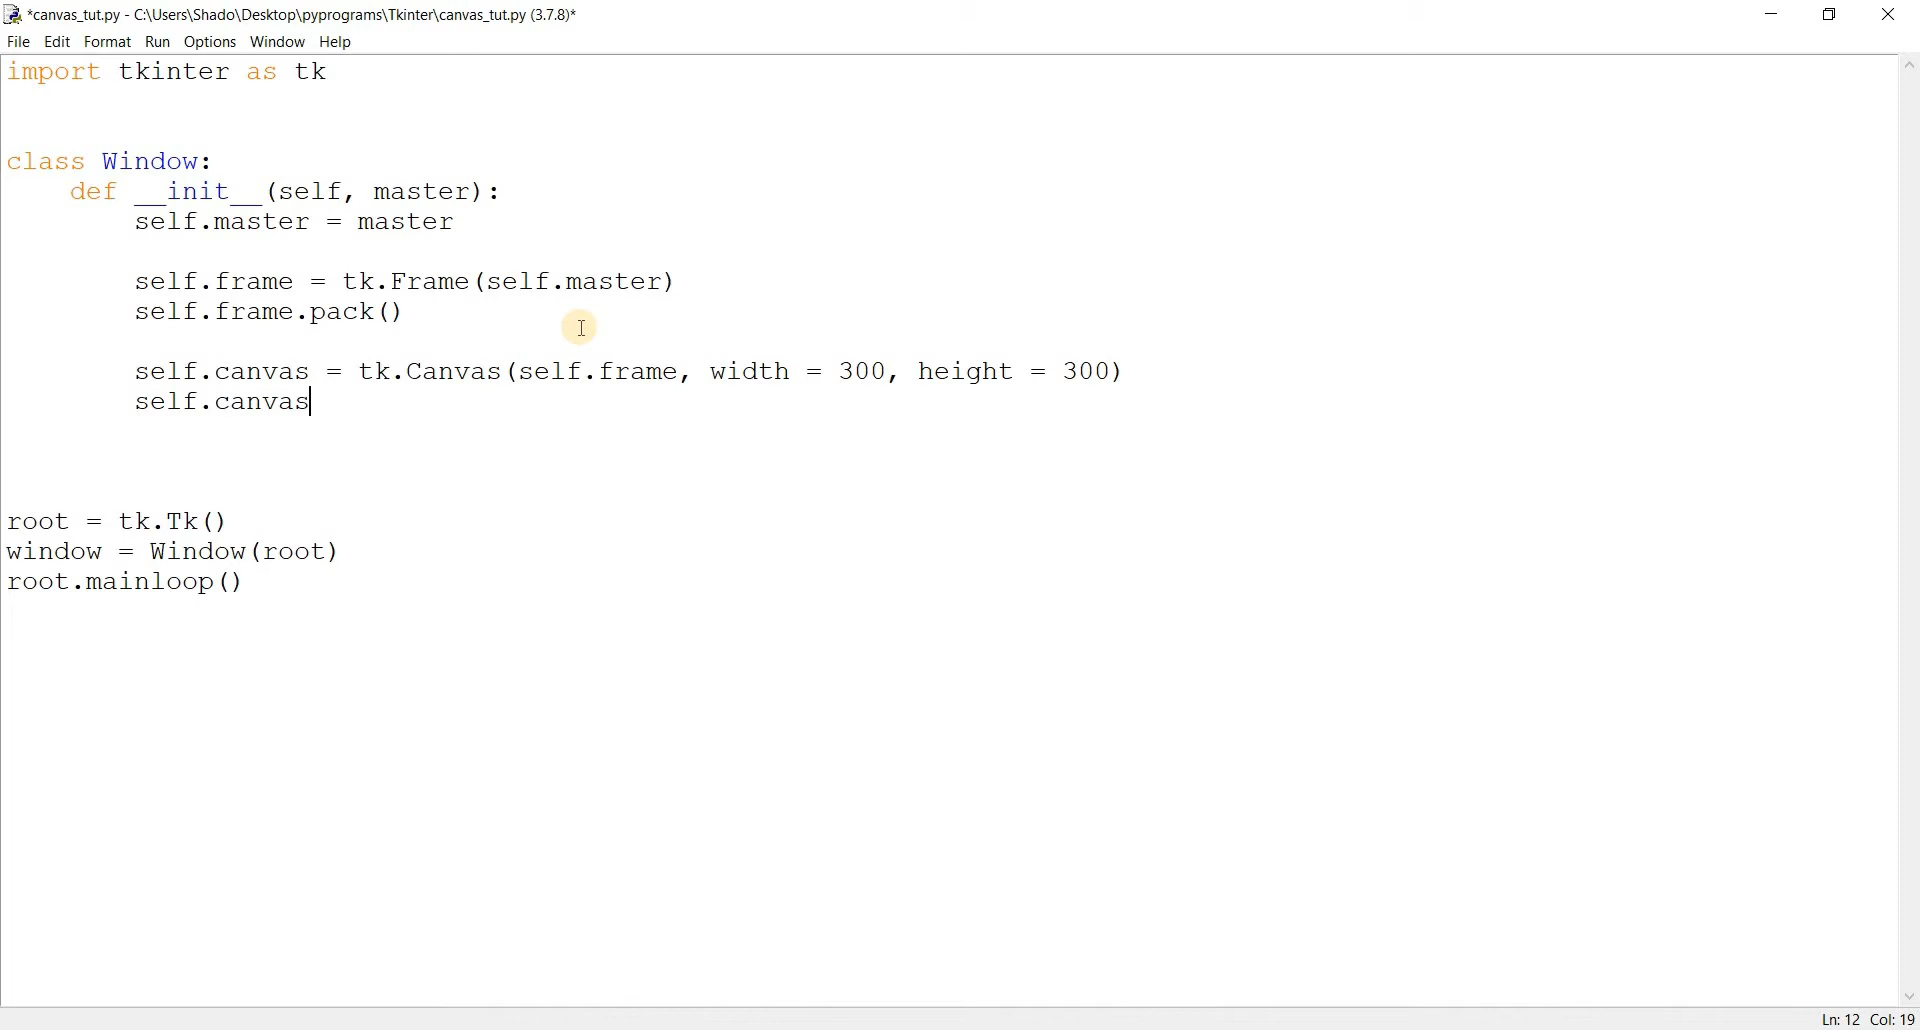 *canvas_tut.py - C:\Users\Shado\Desktop\pyprograms\Tkinter\canvas_tut.py (3.7.8)*
File Edit Format Run Options Window Help
import tkinter as tk
class Window:
    def __init__(self, master):
        self.master = master
        self.frame = tk.Frame(self.master)
        self.frame.pack()
        self.canvas = tk.Canvas(self.frame, width = 300, height = 300)
        self.canvas
root = tk.Tk()
window = Window(root)
root.mainloop()
Ln: 12 Col: 19